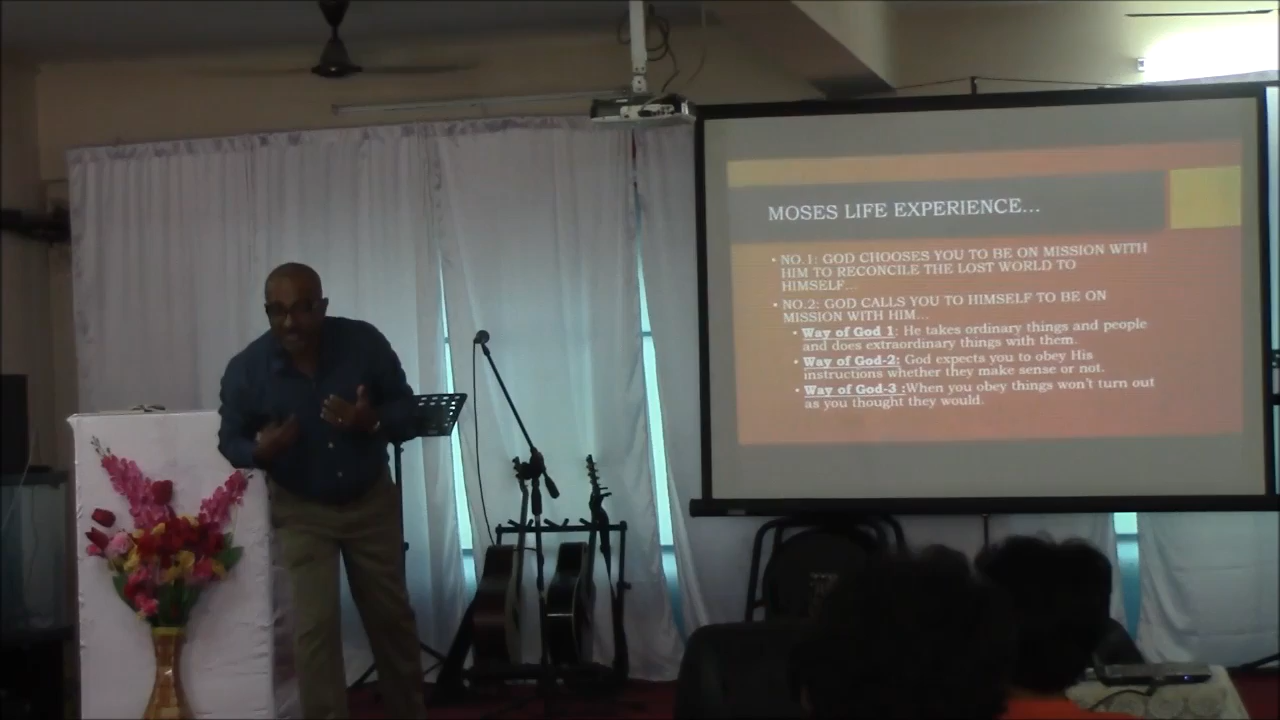 MOSES LIFE EXPERIENCE...
• NO.1: GOD CHOOSES YOU TO BE ON MISSION WITH
HIM TO RECONCILE THE LOST WORLD TO
HIMSELF...
• NO.2: GOD CALLS YOU TO HIMSELF TO BE ON
MISSION WITH HIM...
• Way of God 1: He takes ordinary things and people
and does extraordinary things with them.
• Way of God-2: God expects you to obey His
instructions whether they make sense or not.
• Way of God-3 :When you obey things won't turn out
as you thought they would.